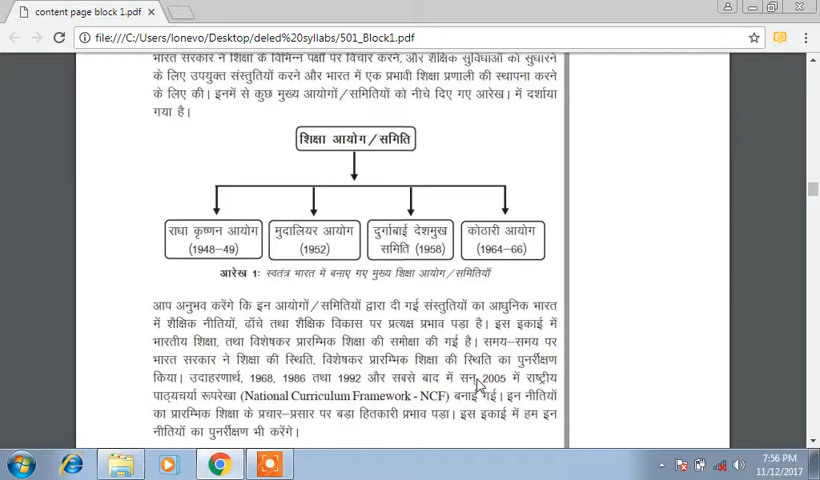 content page block 1.pdf
file:///C:/Users/lonevo/Desktop/deled%20syllabs/501_Block1.pdf
भारत सरकार ने शिक्षा के विभिन्न पक्षों पर विचार करने, और शैक्षिक सुविधाओं को सुधारने
के लिए उपयुक्त संस्तुतियों करने और भारत में एक प्रभावी शिक्षा प्रणाली की स्थापना करने
के लिए की। इनमें से कुछ मुख्य आयोगों/समितियों को नीचे दिए गए आरेख। में दर्शाया
गया है।
शिक्षा आयोग/समिति
राधा कृष्णन आयोग
(1948–49)
मुदालियर आयोग
(1952)
दुर्गाबाई देशमुख
समिति (1958)
कोठारी आयोग
(1964–66)
आरेख 1: स्वतंत्र भारत में बनाए गए मुख्य शिक्षा आयोग/समितियाँ
आप अनुभव करेंगे कि इन आयोगों/समितियों द्वारा दी गई संस्तुतियों का आधुनिक भारत
में शैक्षिक नीतियों, ढाँचे तथा शैक्षिक विकास पर प्रत्यक्ष प्रभाव पड़ा है। इस इकाई में
भारतीय शिक्षा, तथा विशेषकर प्रारम्भिक शिक्षा की समीक्षा की गई है। समय–समय पर
भारत सरकार ने शिक्षा की स्थिति, विशेषकर प्रारम्भिक शिक्षा की स्थिति का पुनर्रीक्षण
किया। उदाहरणार्थ, 1968, 1986 तथा 1992 और सबसे बाद में सन् 2005 में राष्ट्रीय
पाठ्यचर्या रूपरेखा (National Curriculum Framework - NCF) बनाई गई। इन नीतियों
का प्रारम्भिक शिक्षा के प्रचार–प्रसार पर बड़ा हितकारी प्रभाव पड़ा। इस इकाई में हम इन
नीतियों का पुनर्रीक्षण भी करेंगे।
7:56 PM
11/12/2017